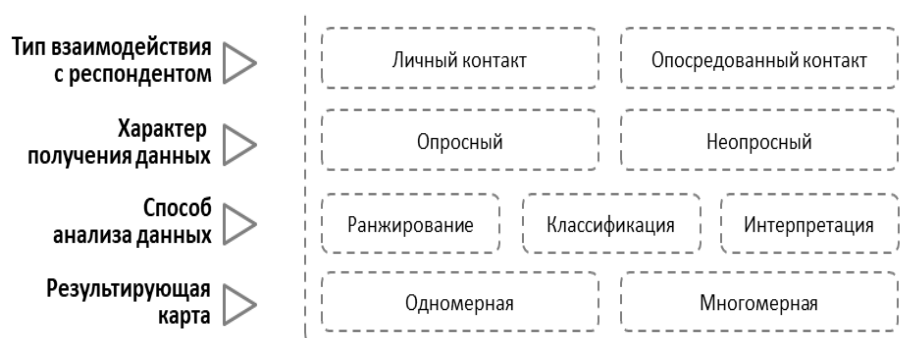 Тип взаимодействия
с респондентом
Личный контакт
Опосредованный контакт
Характер
получения данных
Опросный
Неопросный
Способ
анализа данных
Ранжирование
Классификация
Интерпретация
Результирующая
карта
Одномерная
Многомерная